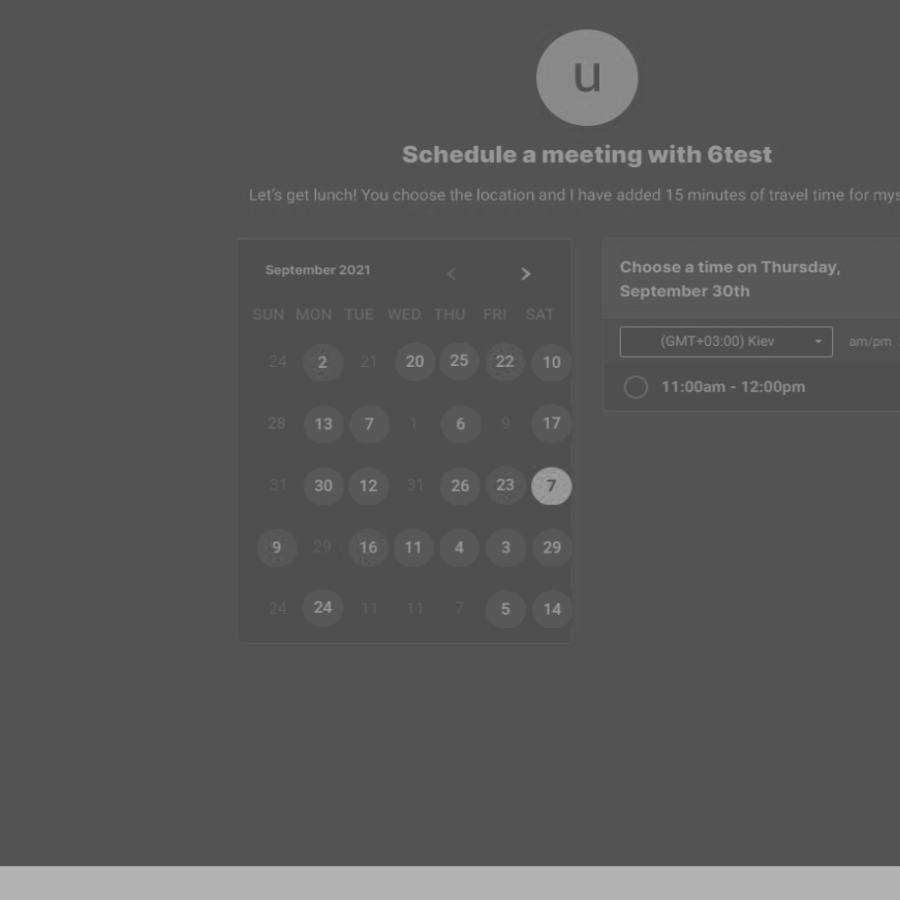 u
Schedule a meeting with 6test
Let's get lunch! You choose the location and I have added 15 minutes of travel time for mys
September 2021 < >
SUN MON TUE WED THU FRI SAT
24 2 21 20 25 22 10
28 13 7 1 6 9 17
31 30 12 31 26 23 7
9 29 16 11 4 3 29
24 24 11 11 7 5 14
Choose a time on Thursday,
September 30th
(GMT+03:00) Kiev am/pm
11:00am - 12:00pm